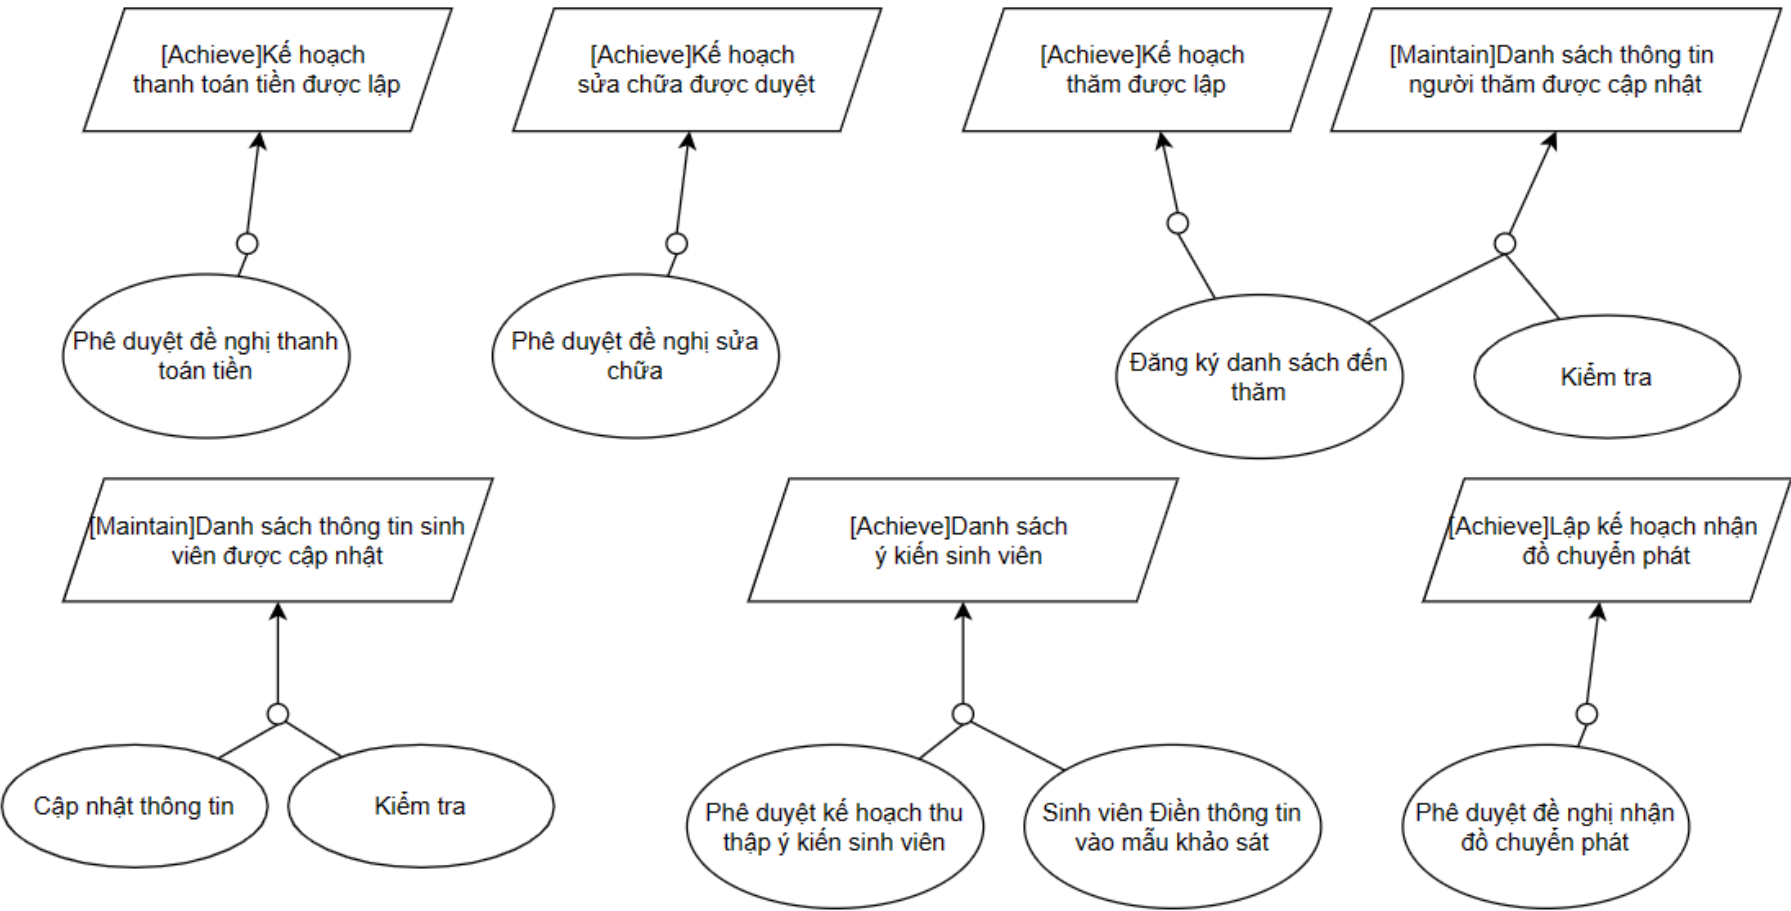 [Achieve]Kế hoạch
thanh toán tiền được lập
[Achieve]Kế hoạch
sửa chữa được duyệt
[Achieve]Kế hoạch
thăm được lập
[Maintain]Danh sách thông tin
người thăm được cập nhật
Phê duyệt đề nghị thanh
toán tiền
Phê duyệt đề nghị sửa
chữa
Đăng ký danh sách đến
thăm
Kiểm tra
[Maintain]Danh sách thông tin sinh
viên được cập nhật
[Achieve]Danh sách
ý kiến sinh viên
[Achieve]Lập kế hoạch nhận
đồ chuyển phát
Cập nhật thông tin
Kiểm tra
Phê duyệt kế hoạch thu
thập ý kiến sinh viên
Sinh viên Điền thông tin
vào mẫu khảo sát
Phê duyệt đề nghị nhận
đồ chuyển phát